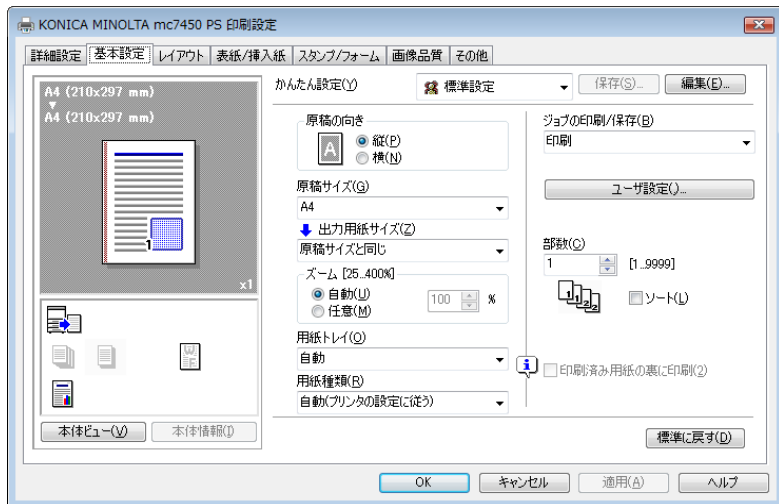 KONICA MINOLTA mc7450 PS 印刷設定
詳細設定 基本設定 レイアウト 表紙/挿入紙 スタンプ/フォーム 画像品質 その他
A4 (210x297 mm)
A4 (210x297 mm)
1
x1
W
F
本体ビュー(V) 本体情報(I)
かんたん設定(Y) 標準設定 保存(S)... 編集(E)...
原稿の向き
A
縦(P)
横(N)
原稿サイズ(G)
A4
出力用紙サイズ(Z)
原稿サイズと同じ
ズーム [25..400%]
自動(U)
任意(M)
100 %
用紙トレイ(O)
自動
用紙種類(R)
自動(プリンタの設定に従う)
ジョブの印刷/保存(B)
印刷
ユーザ設定()...
部数(C)
1 [1..9999]
1 1 2 2
ソート(L)
印刷済み用紙の裏に印刷(2)
標準に戻す(D)
OK キャンセル 適用(A) ヘルプ